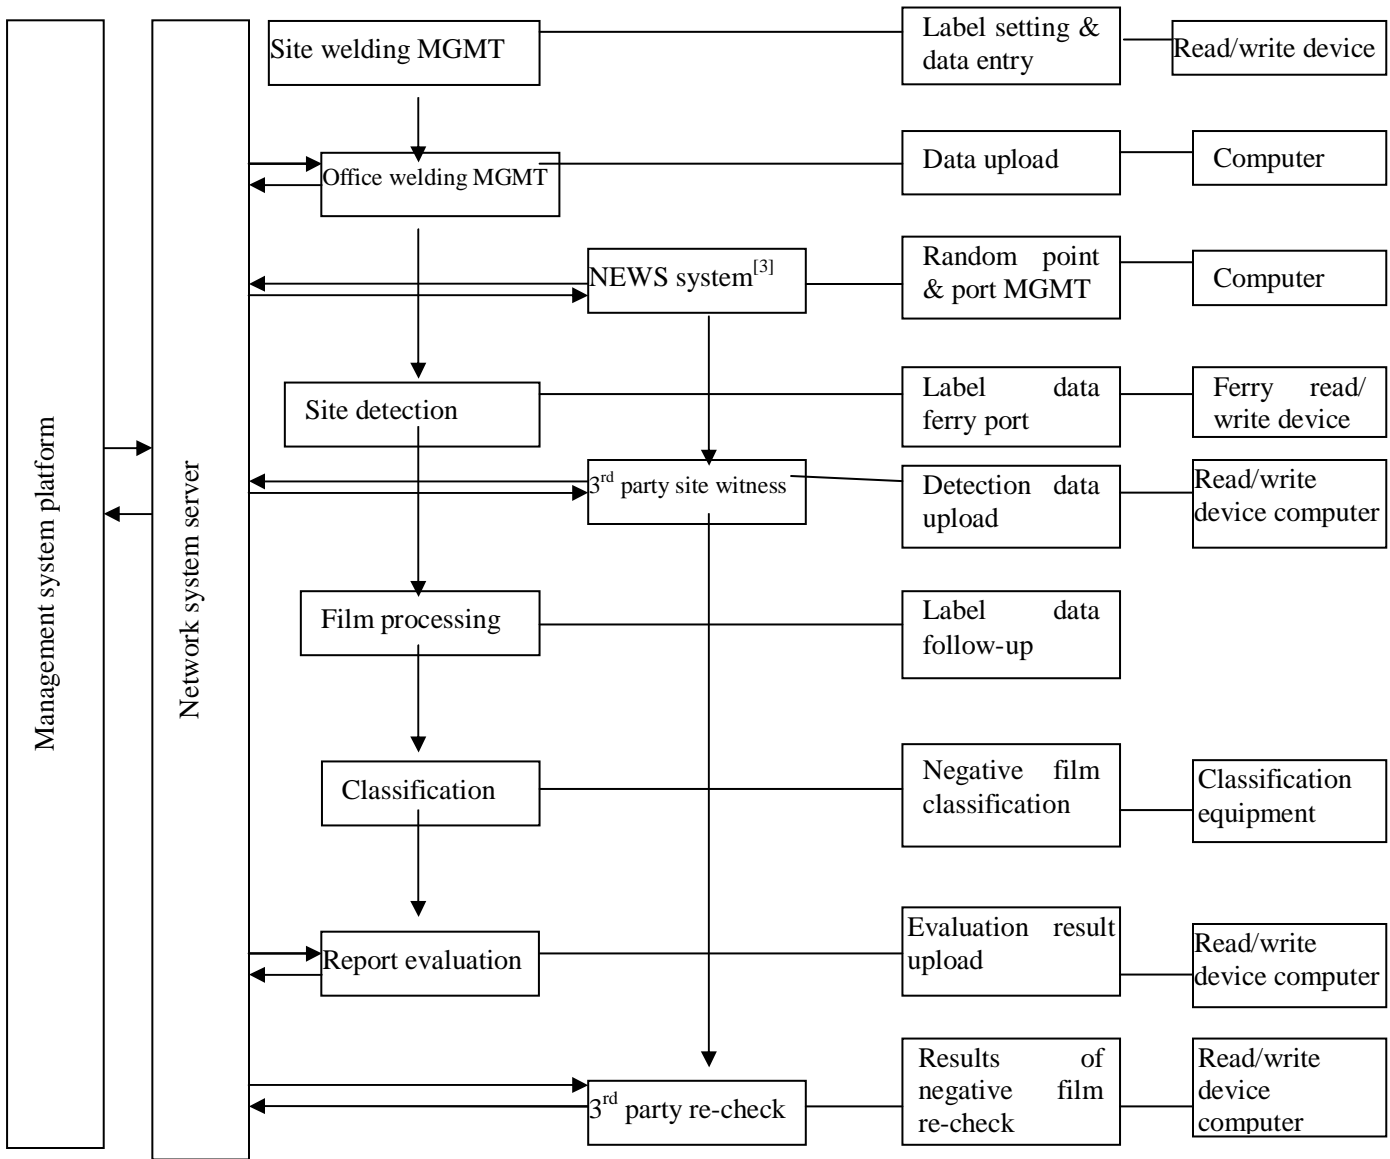 Management system platform
Network system server
Site welding MGMT
Label setting &
data entry
Read/write device
Office welding MGMT
Data upload
Computer
NEWS system[3]
Random point
& port MGMT
Computer
Site detection
Label data
ferry port
Ferry read/
write device
3rd party site witness
Detection data
upload
Read/write
device computer
Film processing
Label data
follow-up
Classification
Negative film
classification
Classification
equipment
Report evaluation
Evaluation result
upload
Read/write
device computer
3rd party re-check
Results of
negative film
re-check
Read/write
device
computer